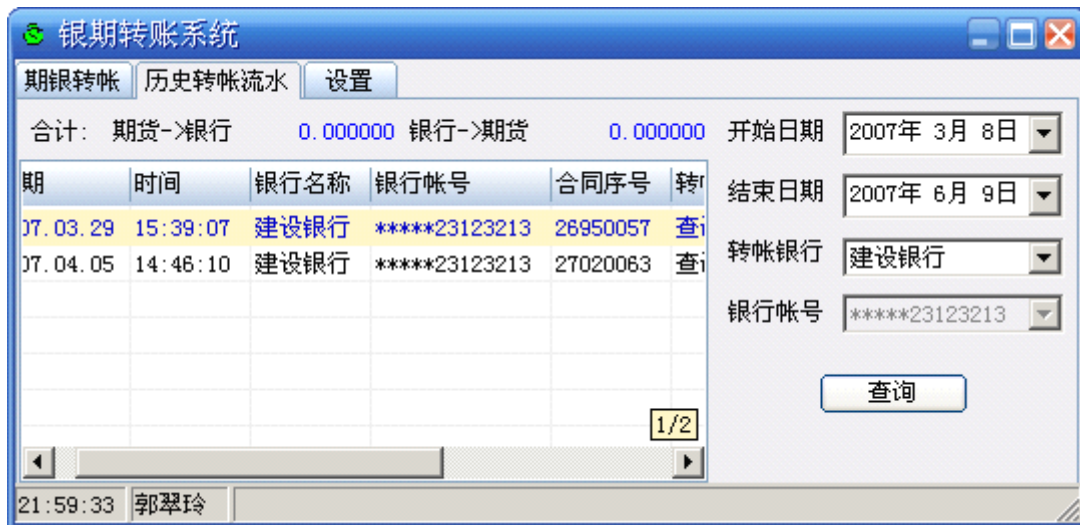 银期转账系统
期银转帐 历史转帐流水 设置
合计: 期货->银行 0.000000 银行->期货 0.000000 开始日期 2007年 3月 8日
期 时间 银行名称 银行帐号 合同序号 转
结束日期 2007年 6月 9日
07.03.29 15:39:07 建设银行 *****23123213 26950057 查
07.04.05 14:46:10 建设银行 *****23123213 27020063 查
转帐银行 建设银行
银行帐号 *****23123213
查询
1/2
21:59:33 郭翠玲